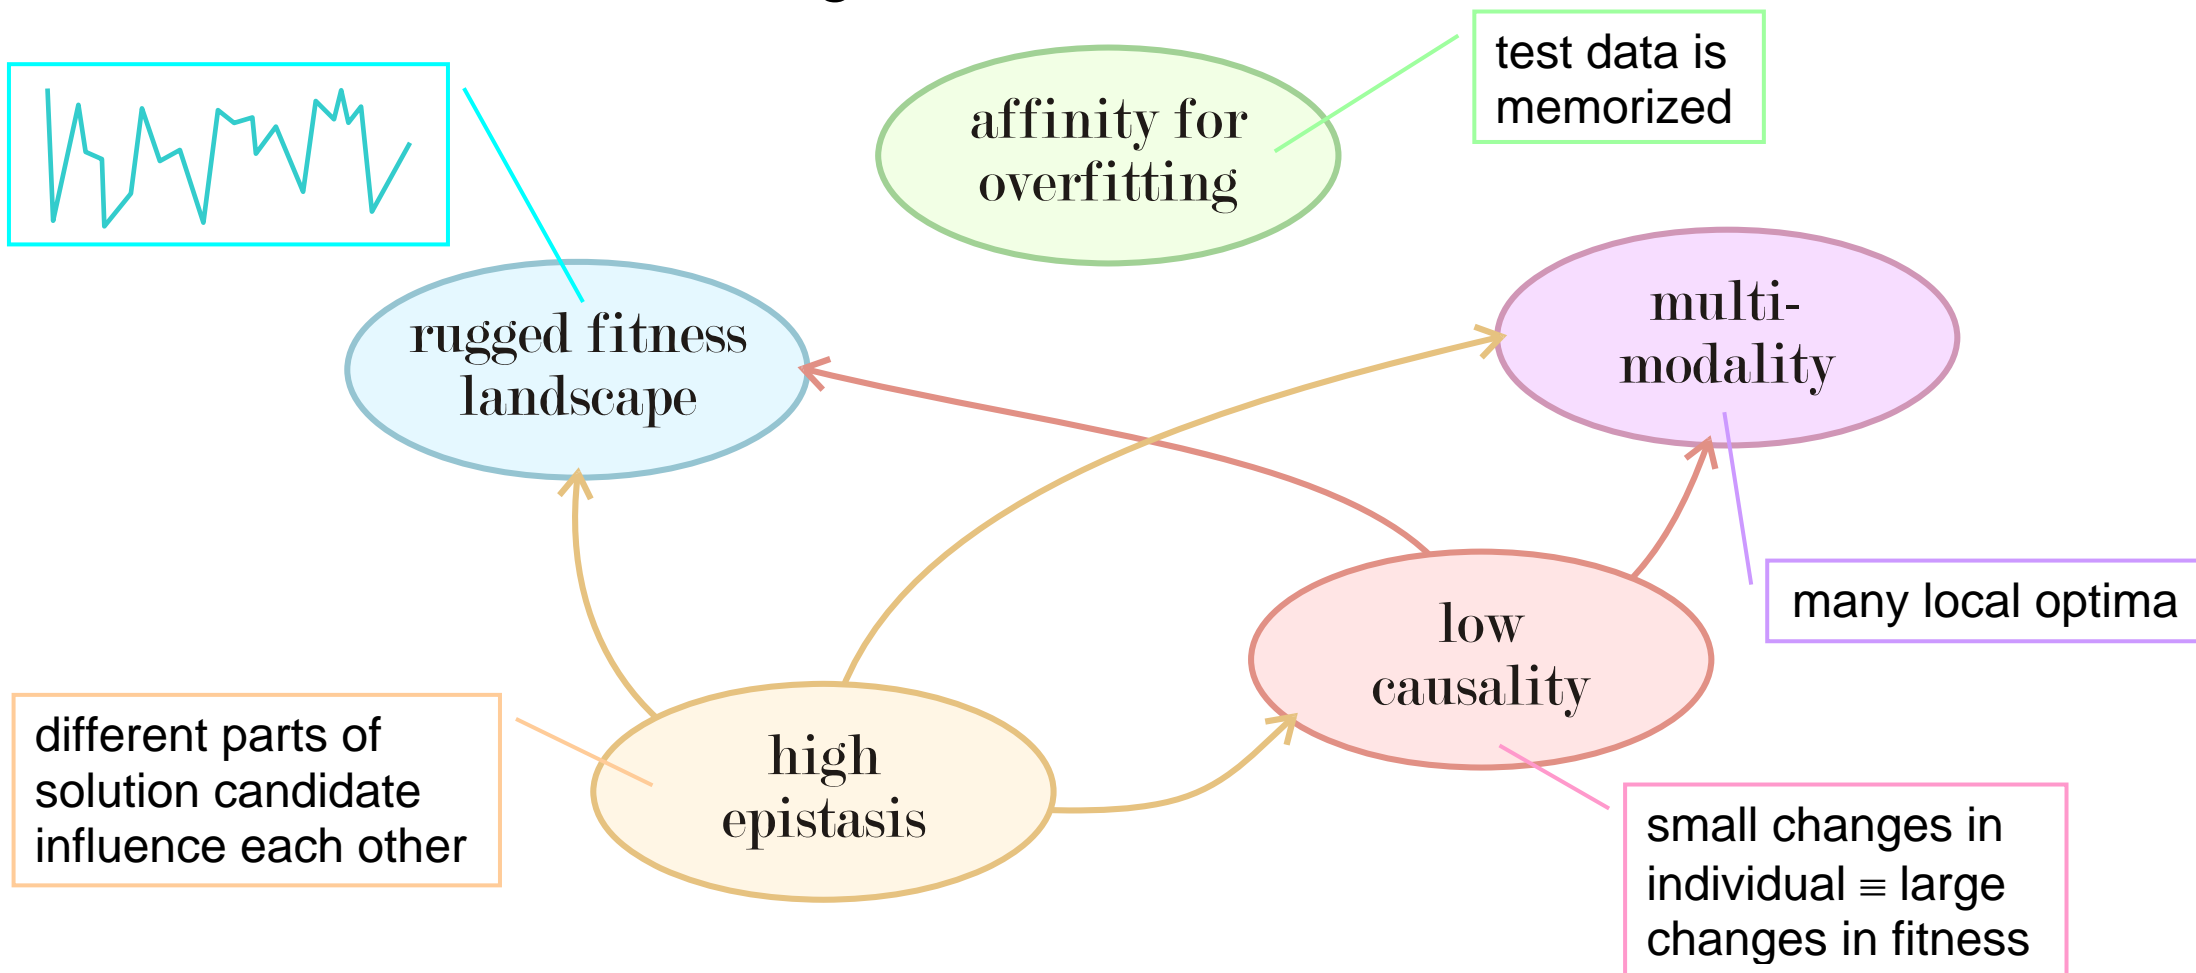 test data is
memorized
affinity for
overfitting
rugged fitness
landscape
multi-
modality
many local optima
low
causality
different parts of
solution candidate
influence each other
high
epistasis
small changes in
individual ≡ large
changes in fitness